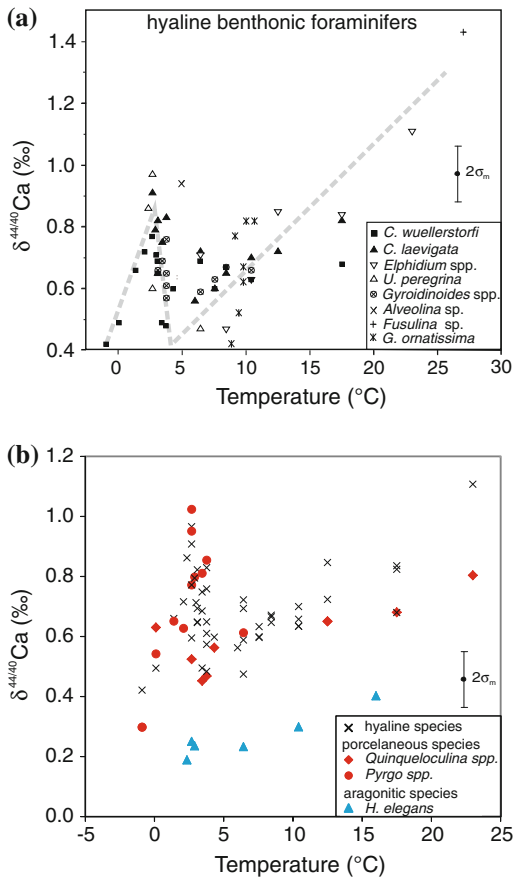 (a)
hyaline benthonic foraminifers
1.4
1.2
1.0
0.8
0.6
0.4
δ44/40Ca (‰)
2σm
C. wuellerstorfi
C. laevigata
Elphidium spp.
U. peregrina
Gyroidinoides spp.
Alveolina sp.
Fusulina sp.
G. ornatissima
0 5 10 15 20 25 30
Temperature (°C)
(b)
1.2
1.0
0.8
0.6
0.4
0.2
0.0
δ44/40Ca (‰)
2σm
hyaline species
porcelaneous species
Quinqueloculina spp.
Pyrgo spp.
aragonitic species
H. elegans
-5 0 5 10 15 20 25
Temperature (°C)